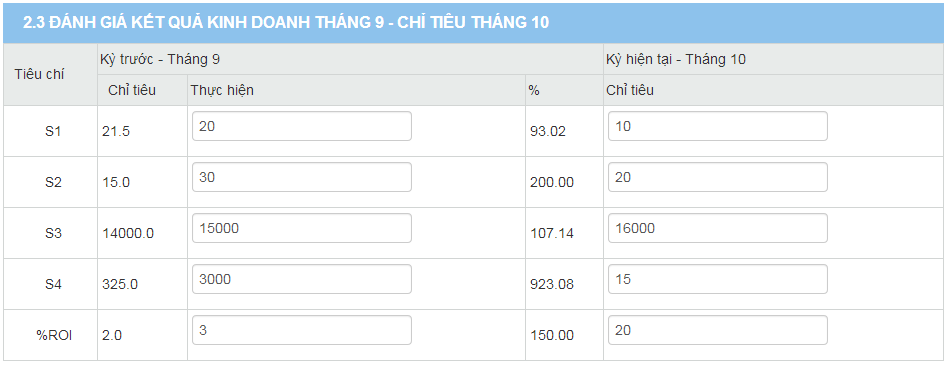 2.3 ĐÁNH GIÁ KẾT QUẢ KINH DOANH THÁNG 9 - CHỈ TIÊU THÁNG 10
Tiêu chí
Kỳ trước - Tháng 9
Kỳ hiện tại - Tháng 10
Chỉ tiêu
Thực hiện
%
Chỉ tiêu
S1 21.5 20 93.02 10
S2 15.0 30 200.00 20
S3 14000.0 15000 107.14 16000
S4 325.0 3000 923.08 15
%ROI 2.0 3 150.00 20